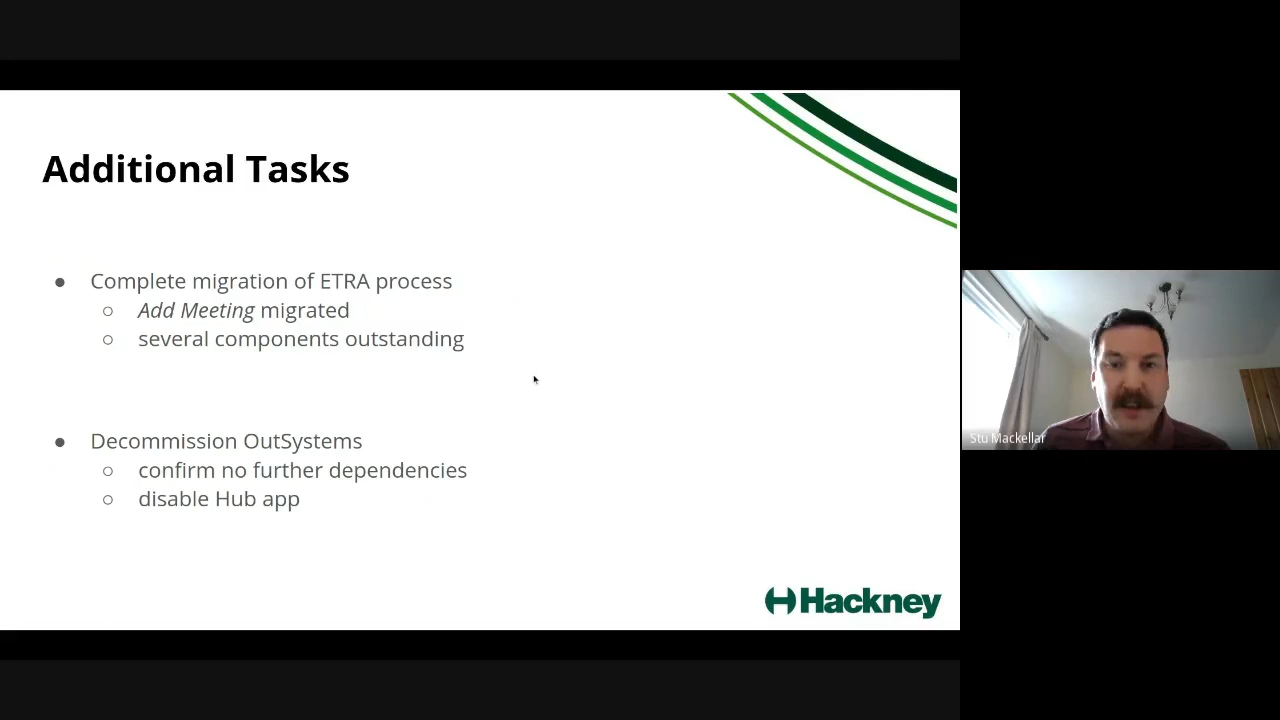 Additional Tasks
● Complete migration of ETRA process
○ Add Meeting migrated
○ several components outstanding
● Decommission OutSystems
○ confirm no further dependencies
○ disable Hub app
Hackney
Stu Mackellar